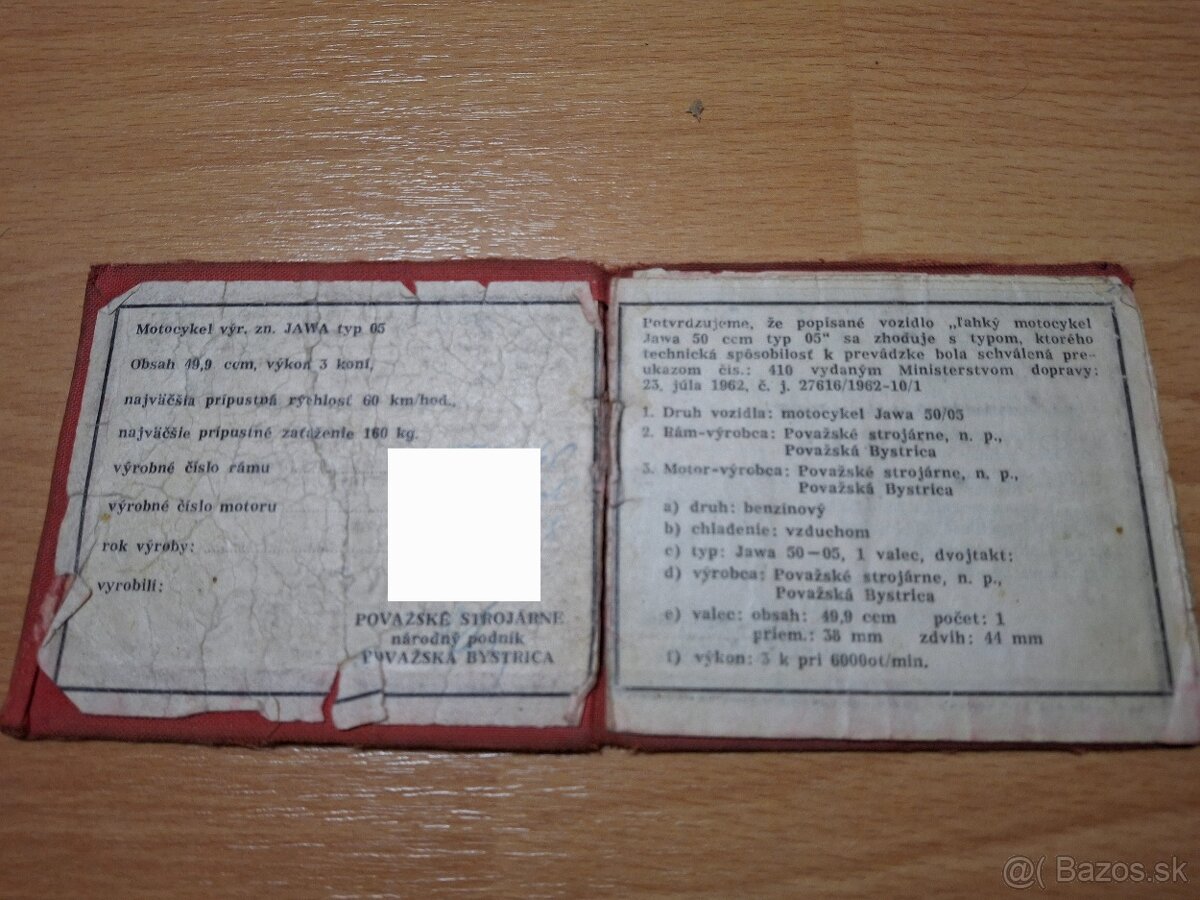 Motocykel výr. zn. JAWA typ 05
Obsah 49,9 ccm, výkon 3 koní,
najväčšia prípustná rýchlosť 60 km/hod.,
najväčšie prípustné zaťaženie 160 kg.
výrobné číslo rámu
výrobné číslo motoru
rok výroby:
vyrobili:
POVAŽSKÉ STROJÁRNE
národný podnik
POVAŽSKÁ BYSTRICA
Potvrdzujeme, že popísané vozidlo „ľahký motocykel
Jawa 50 ccm typ 05“ sa zhoduje s typom, ktorého
technická spôsobilosť k prevádzke bola schválená pre-
ukazom čís.: 410 vydaným Ministerstvom dopravy:
23. júla 1962, č. j. 27616/1962-10/1
1. Druh vozidla: motocykel Jawa 50/05
2. Rám-výrobca: Považské strojárne, n. p.,
Považská Bystrica
3. Motor-výrobca: Považské strojárne, n. p.,
Považská Bystrica
a) druh: benzínový
b) chladenie: vzduchom
c) typ: Jawa 50—05, 1 valec, dvojtakt:
d) výrobca: Považské strojárne, n. p.,
Považská Bystrica
e) valec: obsah: 49,9 ccm počet: 1
priem.: 38 mm zdvih: 44 mm
f) výkon: 3 k pri 6000ot/min.
@( Bazos.sk